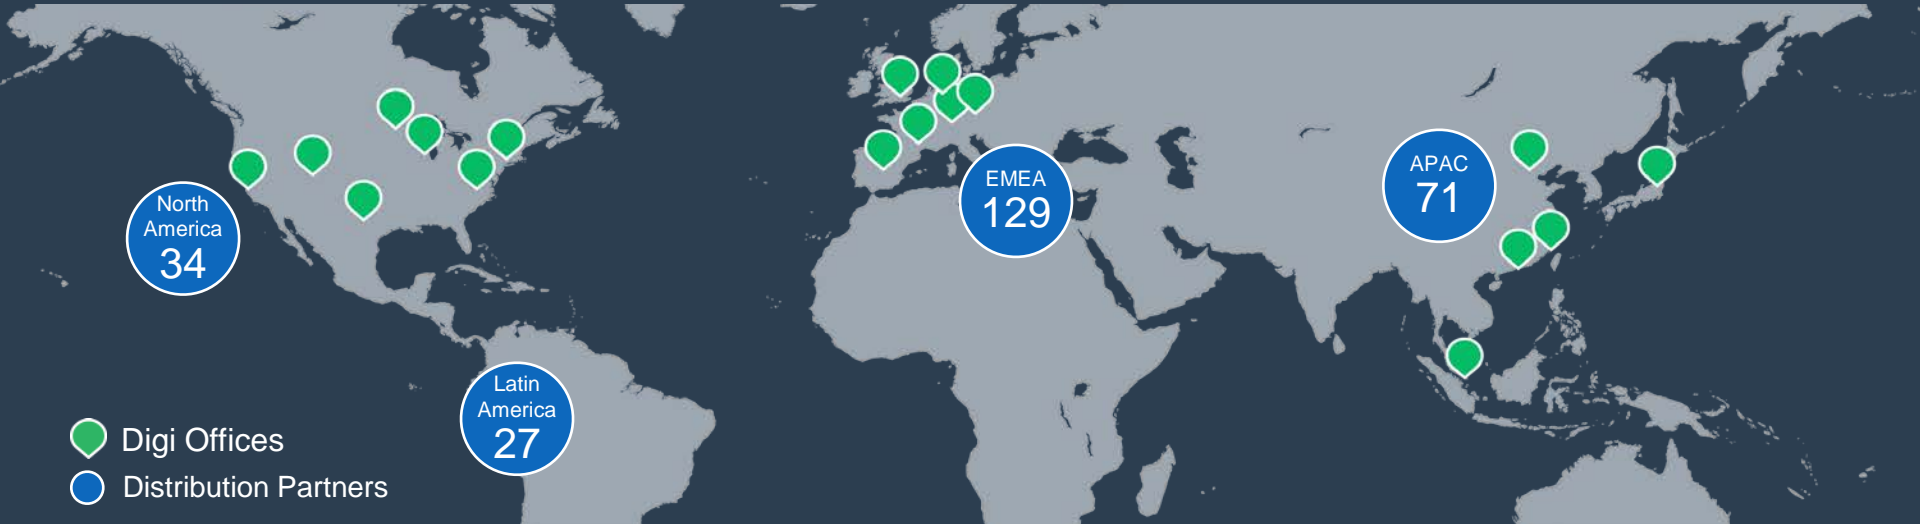 North
America
34
EMEA
129
APAC
71
Latin
America
27
Digi Offices
Distribution Partners